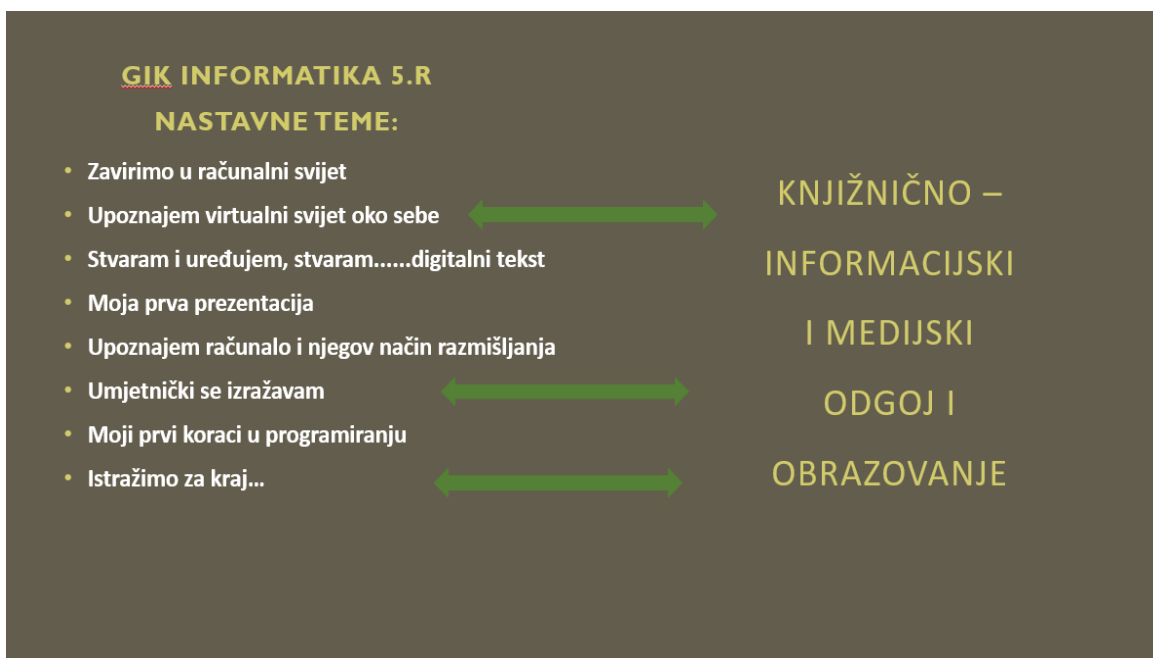 GIK INFORMATIKA 5.R
NASTAVNE TEME:
• Zavirimo u računalni svijet
• Upoznajem virtualni svijet oko sebe
• Stvaram i uređujem, stvaram......digitalni tekst
• Moja prva prezentacija
• Upoznajem računalo i njegov način razmišljanja
• Umjetnički se izražavam
• Moji prvi koraci u programiranju
• Istražimo za kraj...
KNJIŽNIČNO –
INFORMACIJSKI
I MEDIJSKI
ODGOJ I
OBRAZOVANJE